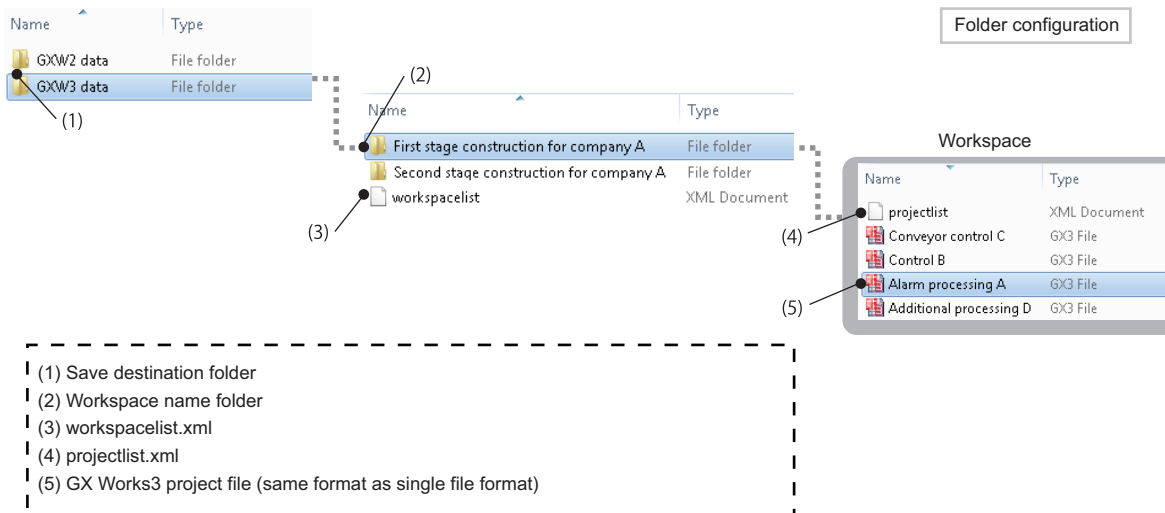 Folder configuration
Name Type
GXW2 data File folder
GXW3 data File folder
(1)
(2)
Name Type
First stage construction for company A File folder
Second stage construction for company A File folder
workspacelist XML Document
(3)
Workspace
Name Type
projectlist XML Document
(4)
Conveyor control C GX3 File
Control B GX3 File
Alarm processing A GX3 File
(5)
Additional processing D GX3 File
(1) Save destination folder
(2) Workspace name folder
(3) workspacelist.xml
(4) projectlist.xml
(5) GX Works3 project file (same format as single file format)